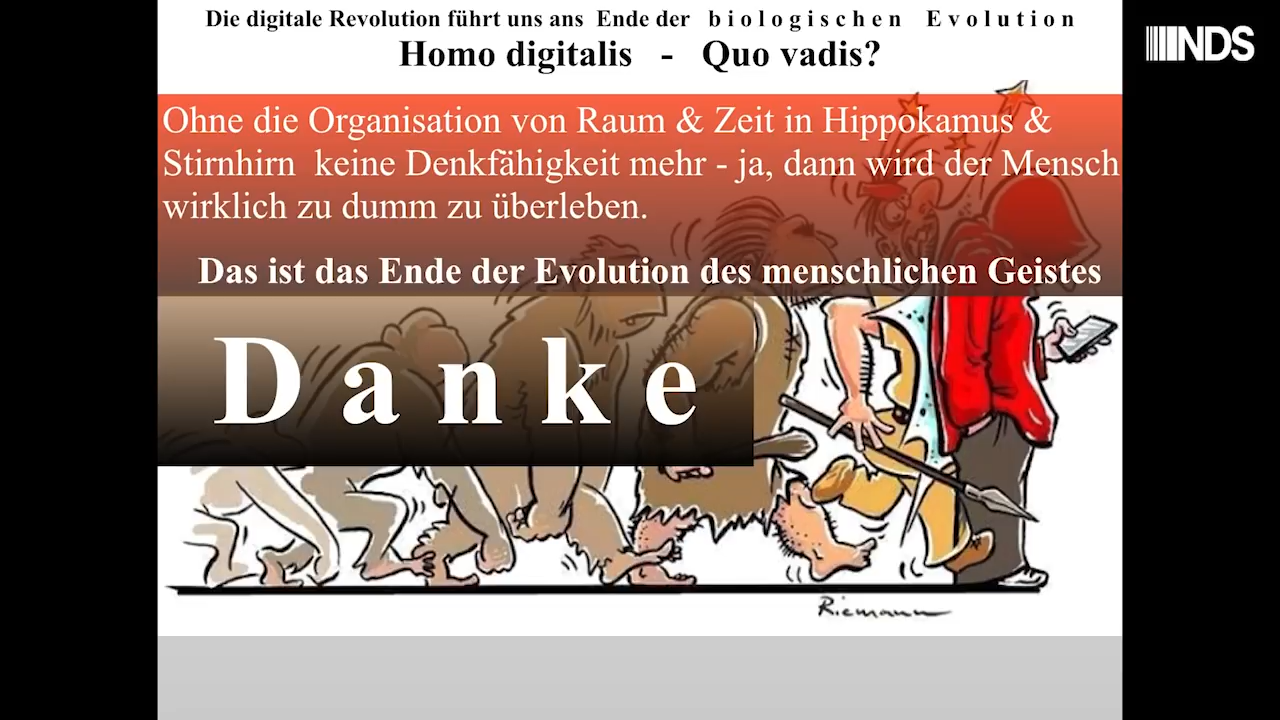 Die digitale Revolution führt uns ans Ende der biologischen Evolution
Homo digitalis - Quo vadis?
NDS
Ohne die Organisation von Raum & Zeit in Hippokamus &
Stirnhirn keine Denkfähigkeit mehr - ja, dann wird der Mensch
wirklich zu dumm zu überleben.
Das ist das Ende der Evolution des menschlichen Geistes
Danke
Riemann